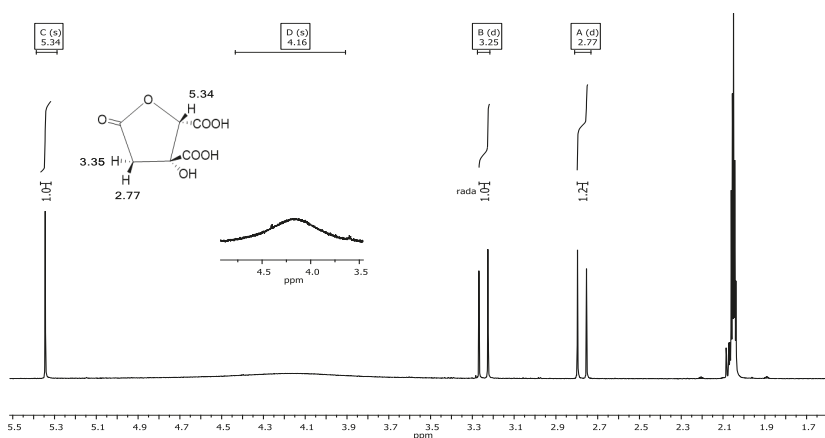 C (s)
5.34
D (s)
4.16
B (d)
3.25
A (d)
2.77
5.34
O
H
O
COOH
COOH
3.35 H
OH
H
2.77
1.0
rada
1.0
1.2
4.5 4.0 3.5
ppm
5.5 5.3 5.1 4.9 4.7 4.5 4.3 4.1 3.9 3.7 3.5 3.3 3.1 2.9 2.7 2.5 2.3 2.1 1.9 1.7
ppm